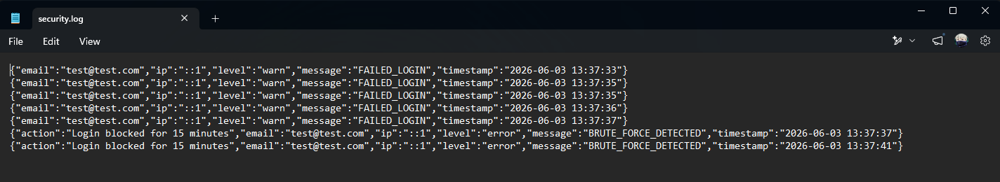 security.log
File Edit View
{"email":"test@test.com","ip":"::1","level":"warn","message":"FAILED_LOGIN","timestamp":"2026-06-03 13:37:33"}
{"email":"test@test.com","ip":"::1","level":"warn","message":"FAILED_LOGIN","timestamp":"2026-06-03 13:37:35"}
{"email":"test@test.com","ip":"::1","level":"warn","message":"FAILED_LOGIN","timestamp":"2026-06-03 13:37:35"}
{"email":"test@test.com","ip":"::1","level":"warn","message":"FAILED_LOGIN","timestamp":"2026-06-03 13:37:36"}
{"email":"test@test.com","ip":"::1","level":"warn","message":"FAILED_LOGIN","timestamp":"2026-06-03 13:37:37"}
{"action":"Login blocked for 15 minutes","email":"test@test.com","ip":"::1","level":"error","message":"BRUTE_FORCE_DETECTED","timestamp":"2026-06-03 13:37:37"}
{"action":"Login blocked for 15 minutes","email":"test@test.com","ip":"::1","level":"error","message":"BRUTE_FORCE_DETECTED","timestamp":"2026-06-03 13:37:41"}